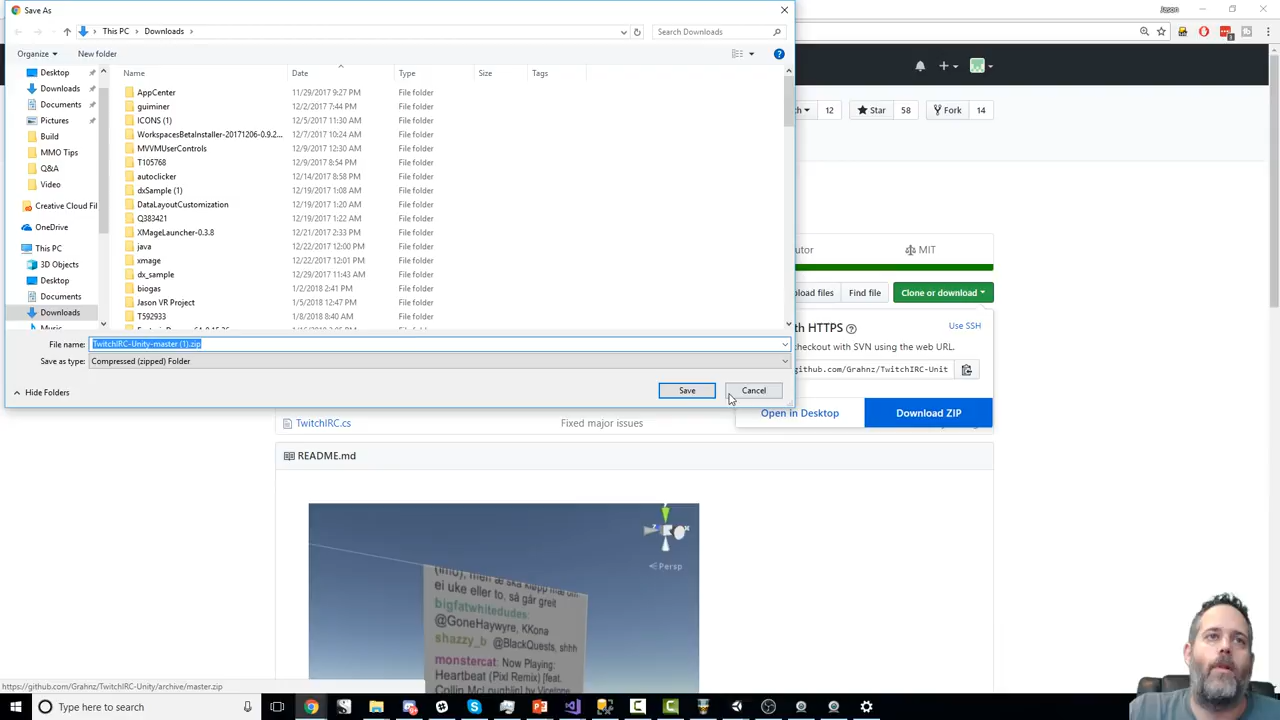 Save As
Jason
This PC
Downloads
Search Downloads
Organize
New folder
Name
Date
Type
Size
Tags
Desktop
Downloads
Documents
Pictures
Build
MMO Tips
Q&A
Video
Creative Cloud Fil
OneDrive
This PC
3D Objects
Desktop
Documents
Downloads
Music
AppCenter 11/29/2017 9:27 PM File folder
guiminer 12/2/2017 7:44 PM File folder
ICONS (1) 12/5/2017 11:30 AM File folder
WorkspacesBetaInstaller-20171206-0.9.2... 12/7/2017 10:24 AM File folder
MVVMUserControls 12/9/2017 12:30 AM File folder
T105768 12/9/2017 8:54 PM File folder
autoclicker 12/14/2017 8:58 PM File folder
dxSample (1) 12/19/2017 1:08 AM File folder
DataLayoutCustomization 12/19/2017 1:20 AM File folder
Q383421 12/19/2017 1:22 AM File folder
XMageLauncher-0.3.8 12/21/2017 2:33 PM File folder
java 12/22/2017 12:00 PM File folder
xmage 12/22/2017 12:01 PM File folder
dx_sample 12/29/2017 11:43 AM File folder
biogas 1/2/2018 2:41 PM File folder
Jason VR Project 1/5/2018 12:47 PM File folder
T592933 1/8/2018 8:40 AM File folder
File name: TwitchIRC-Unity-master (1).zip
Save as type: Compressed (zipped) Folder
Hide Folders
Save
Cancel
12
Star 58
Fork 14
utor
MIT
load files
Find file
Clone or download
th HTTPS
Use SSH
checkout with SVN using the web URL.
github.com/Grahnz/TwitchIRC-Unit
Open in Desktop
Download ZIP
TwitchIRC.cs
Fixed major issues
README.md
Persp
ei uke eller to, så går greit
bigfatwhitedudes:
@GoneHaywyre, KKona
shazzy_b @BlackQuests, shhh
monstercat: Now Playing:
Heartbeat (Pixl Remix) [feat.
https://github.com/Grahnz/TwitchIRC-Unity/archive/master.zip
Type here to search